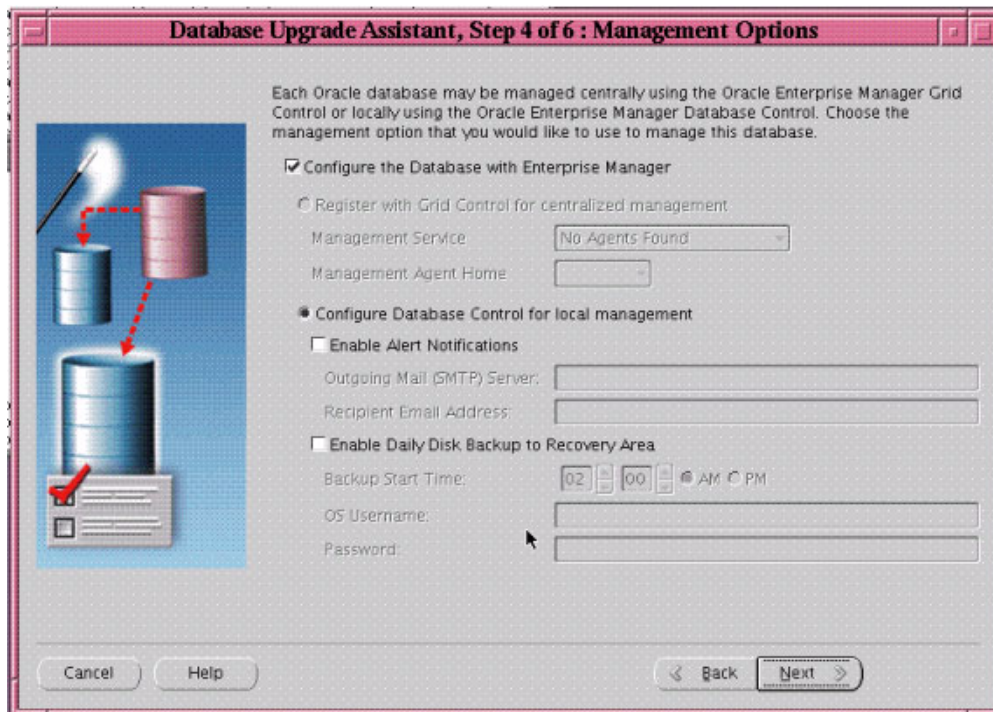 Database Upgrade Assistant, Step 4 of 6 : Management Options
Each Oracle database may be managed centrally using the Oracle Enterprise Manager Grid
Control or locally using the Oracle Enterprise Manager Database Control. Choose the
management option that you would like to use to manage this database.
Configure the Database with Enterprise Manager
Register with Grid Control for centralized management
Management Service No Agents Found
Management Agent Home
Configure Database Control for local management
Enable Alert Notifications
Outgoing Mail (SMTP) Server:
Recipient Email Address:
Enable Daily Disk Backup to Recovery Area
Backup Start Time: 02 00 AM PM
OS Username:
Password:
Cancel Help Back Next